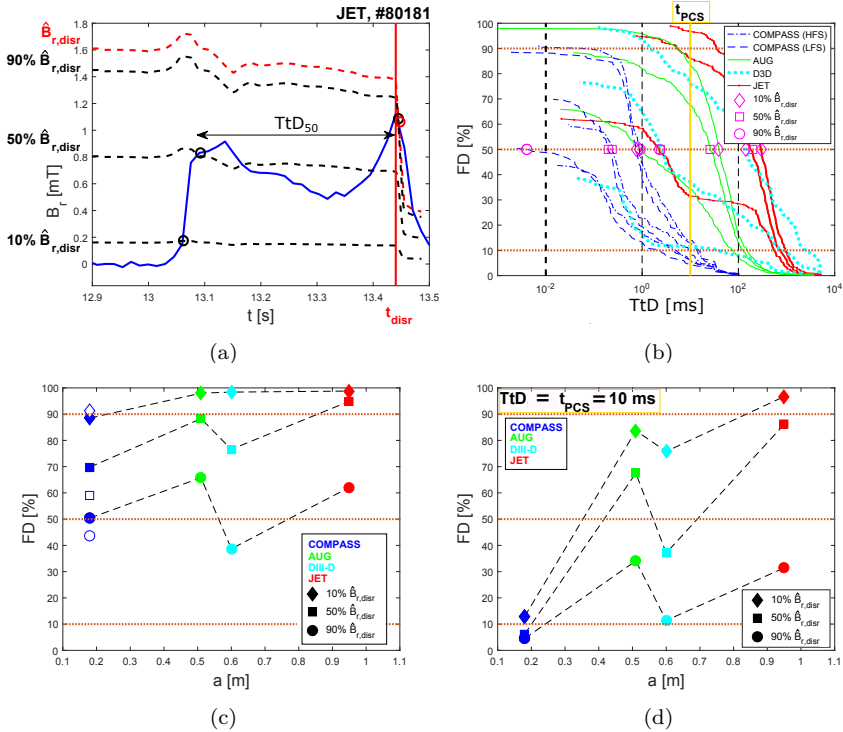 JET, #80181
B̂r,disr
90% B̂r,disr
50% B̂r,disr
10% B̂r,disr
TtD50
Br [mT]
1.8
1.6
1.4
1.2
1
0.8
0.6
0.4
0.2
0
12.9
13
13.1
13.2
13.3
13.4
13.5
t [s]
tdisr
(a)
tPCS
FD [%]
100
90
80
70
60
50
40
30
20
10
0
COMPASS (HFS)
COMPASS (LFS)
AUG
D3D
JET
10% B̂r,disr
50% B̂r,disr
90% B̂r,disr
10-2
100
102
104
TtD [ms]
(b)
FD [%]
100
90
80
70
60
50
40
30
20
10
0
COMPASS
AUG
DIII-D
JET
10% B̂r,disr
50% B̂r,disr
90% B̂r,disr
0.1
0.2
0.3
0.4
0.5
0.6
0.7
0.8
0.9
1
1.1
a [m]
(c)
TtD = tPCS = 10 ms
FD [%]
100
90
80
70
60
50
40
30
20
10
0
COMPASS
AUG
DIII-D
JET
10% B̂r,disr
50% B̂r,disr
90% B̂r,disr
0.1
0.2
0.3
0.4
0.5
0.6
0.7
0.8
0.9
1
1.1
a [m]
(d)